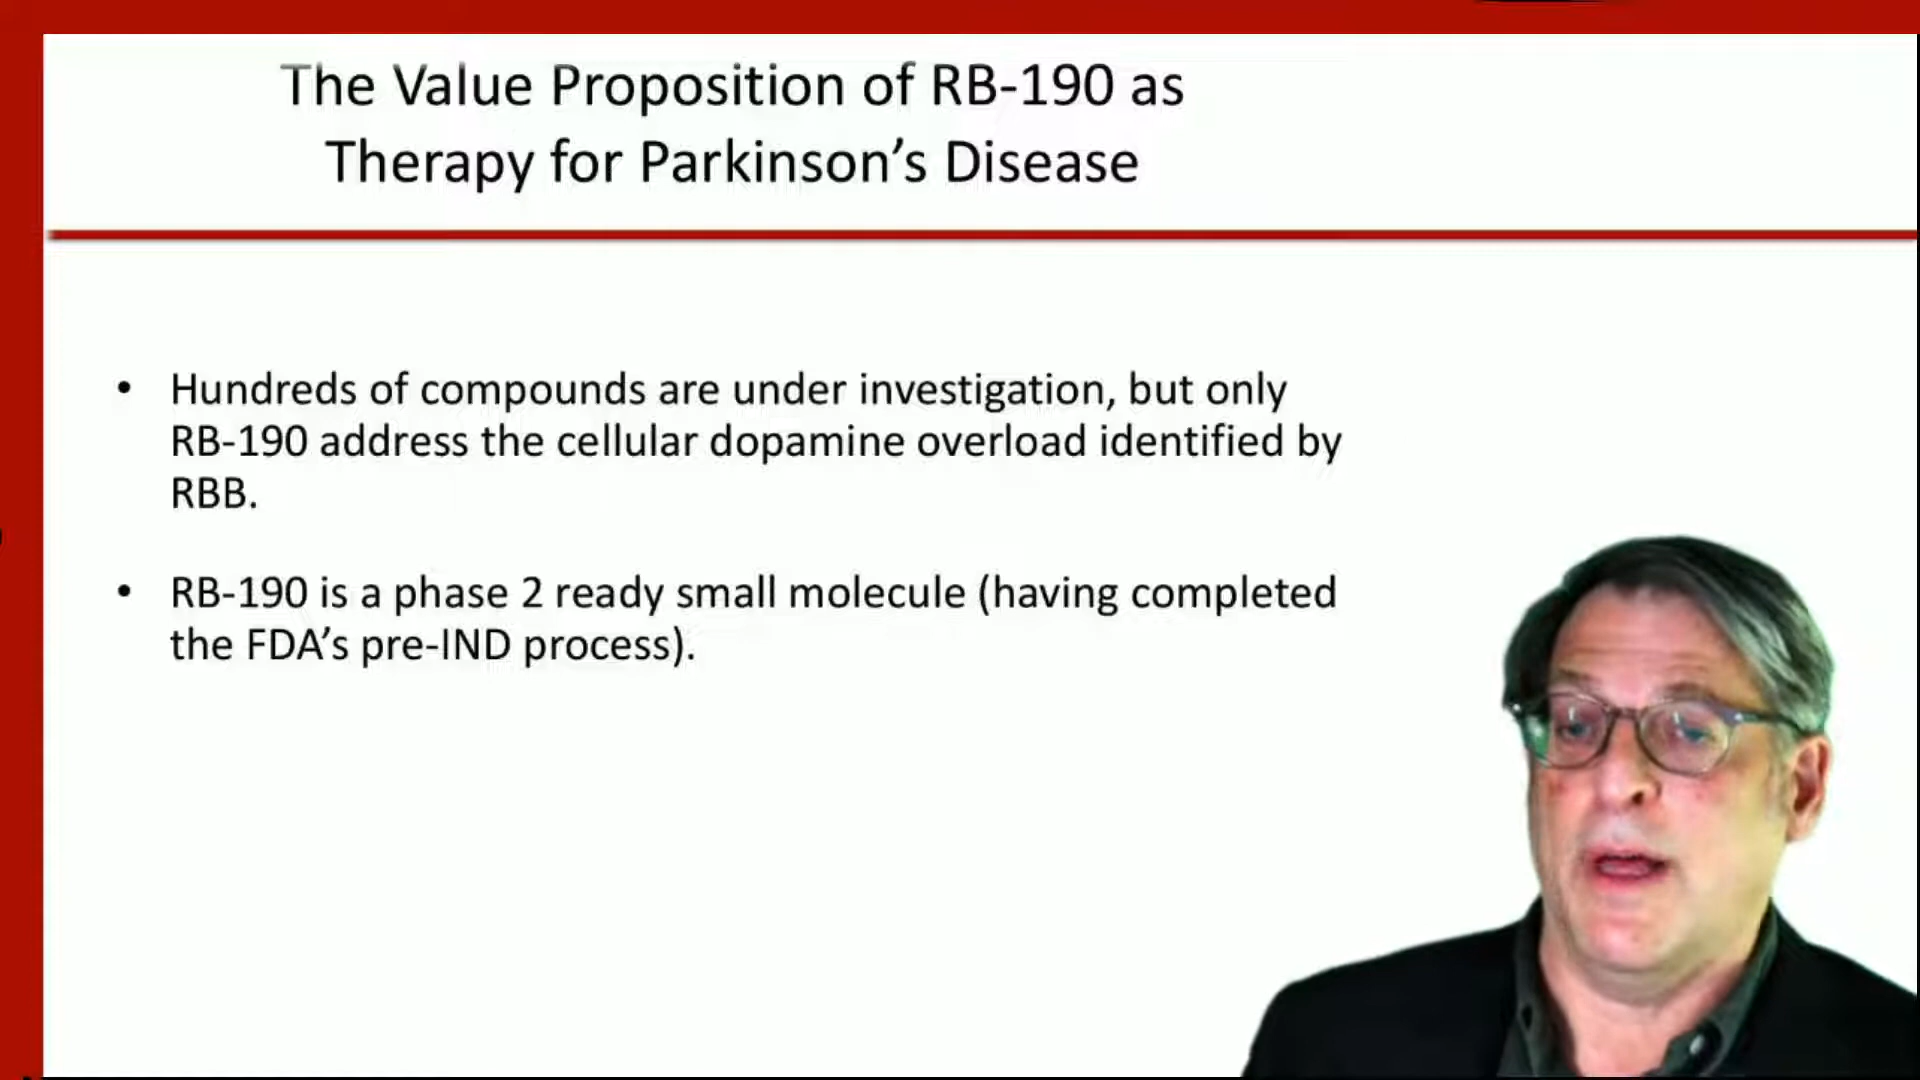 The Value Proposition of RB-190 as
Therapy for Parkinson’s Disease
• Hundreds of compounds are under investigation, but only
RB-190 address the cellular dopamine overload identified by
RBB.
• RB-190 is a phase 2 ready small molecule (having completed
the FDA’s pre-IND process).